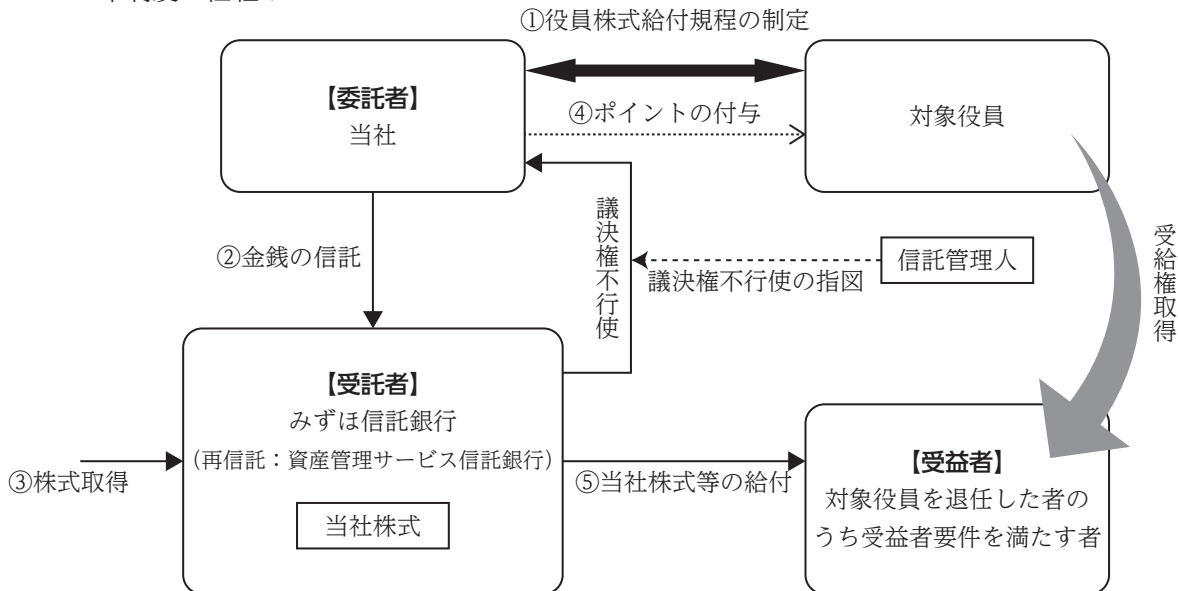 ①役員株式給付規程の制定
【委託者】
当社
④ポイントの付与
対象役員
②金銭の信託
議決権不行使
議決権不行使の指図
信託管理人
受給権取得
【受託者】
みずほ信託銀行
(再信託：資産管理サービス信託銀行)
当社株式
③株式取得
⑤当社株式等の給付
【受益者】
対象役員を退任した者の
うち受益者要件を満たす者